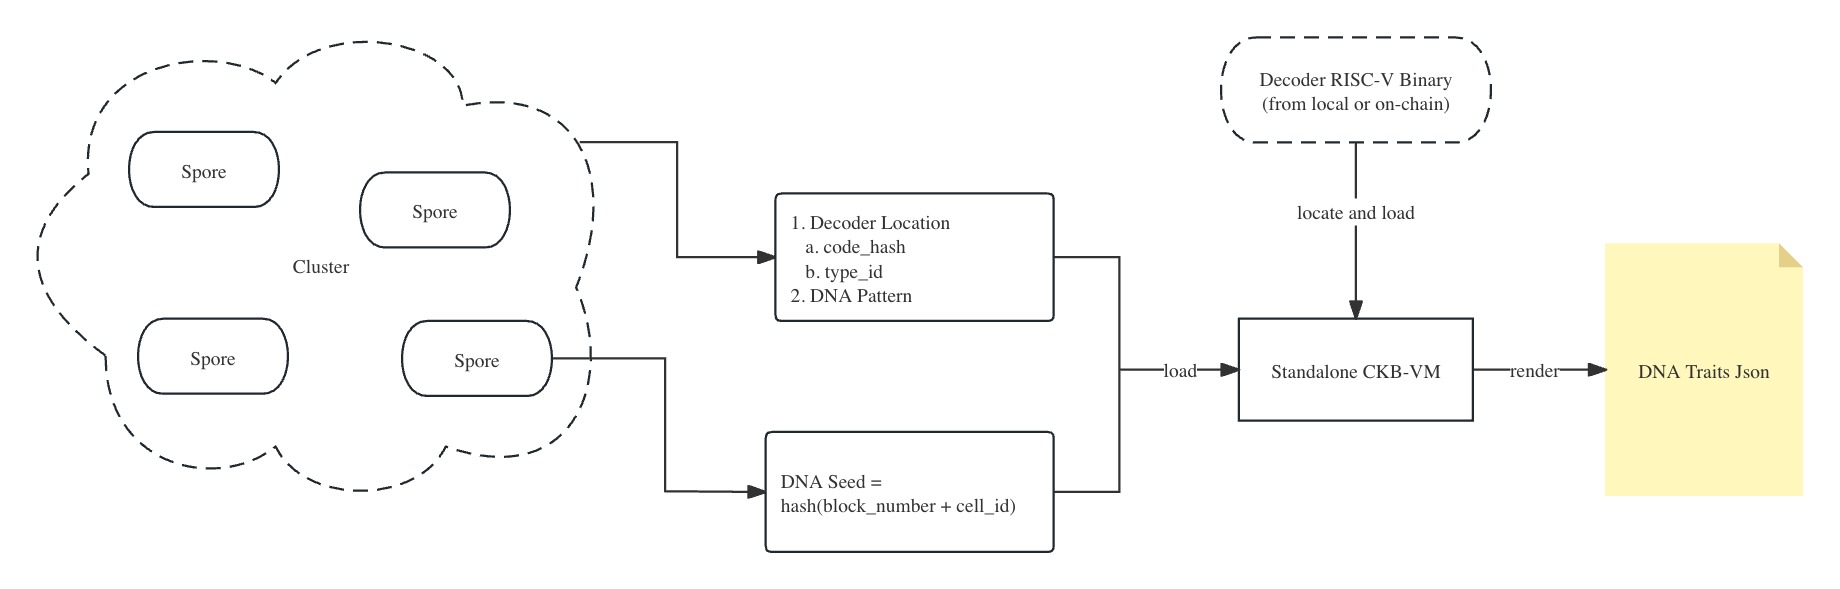 Spore
Spore
Cluster
Spore
Spore
1. Decoder Location
a. code_hash
b. type_id
2. DNA Pattern
DNA Seed =
hash(block_number + cell_id)
load
Decoder RISC-V Binary
(from local or on-chain)
locate and load
Standalone CKB-VM
render
DNA Traits Json